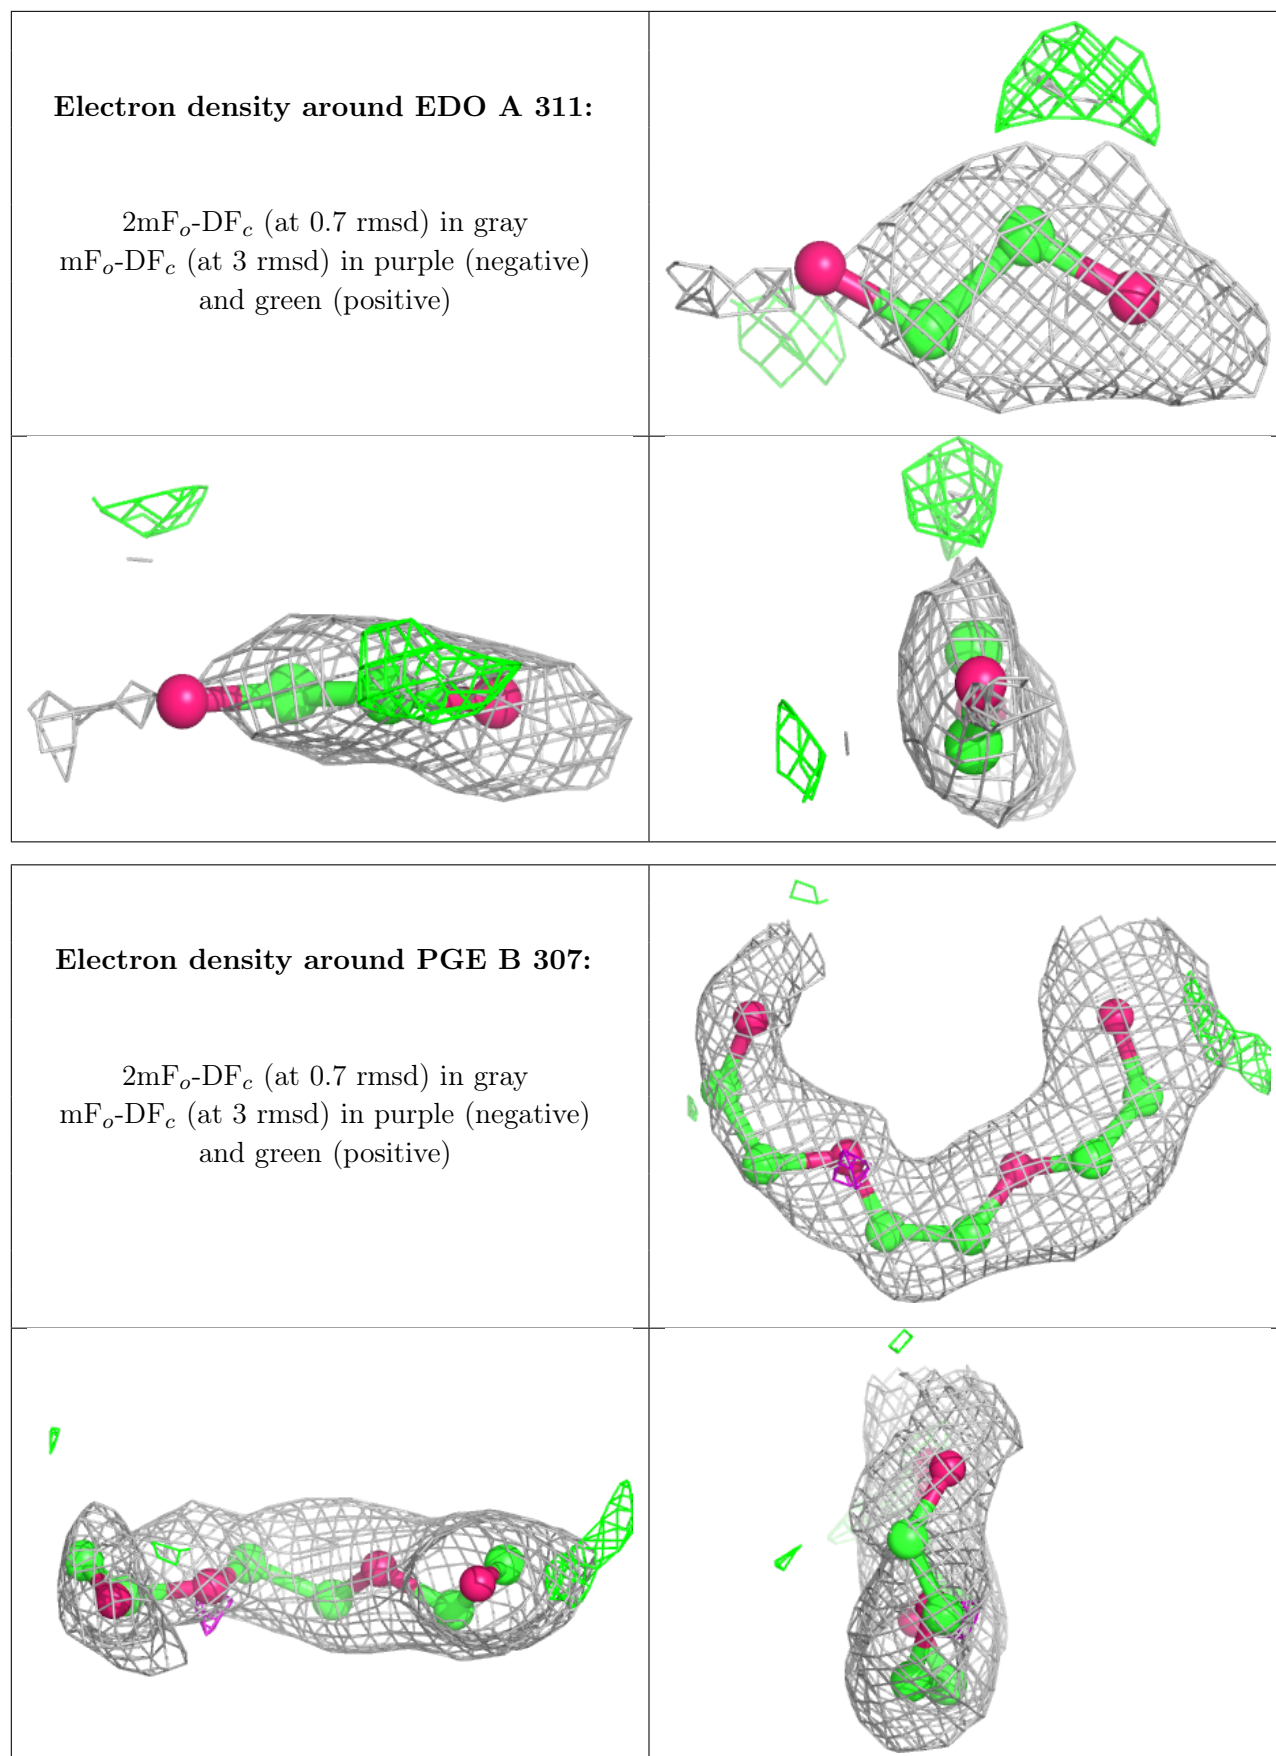 Electron density around EDO A 311:
2mFo-DFc (at 0.7 rmsd) in gray
mFo-DFc (at 3 rmsd) in purple (negative)
and green (positive)
Electron density around PGE B 307:
2mFo-DFc (at 0.7 rmsd) in gray
mFo-DFc (at 3 rmsd) in purple (negative)
and green (positive)